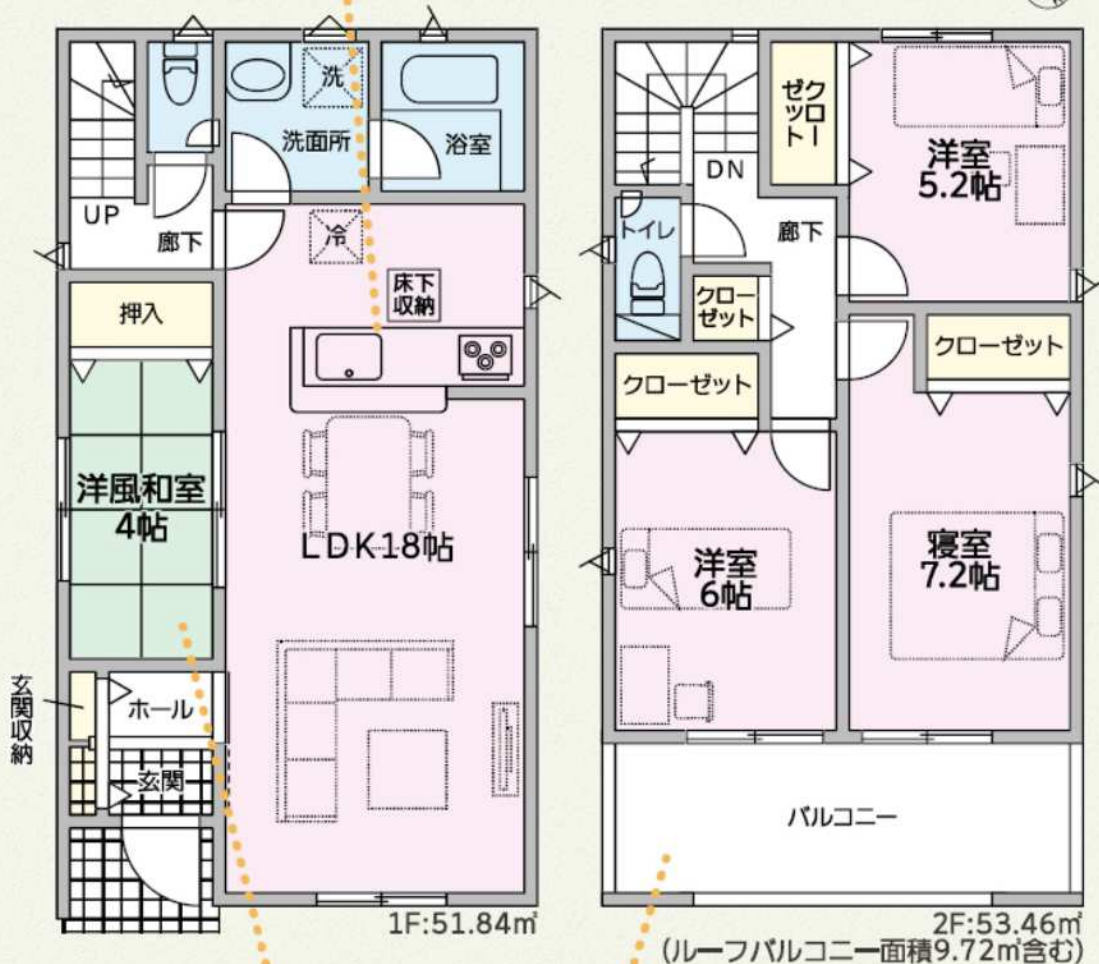 洗
洗面所
浴室
UP
廊下
冷
床下
収納
押入
洋風和室
4帖
LDK18帖
玄関収納
ホール
玄関
1F:51.84㎡
クロー
ゼット
洋室
5.2帖
DN
トイレ
廊下
クロー
ゼット
クローゼット
クローゼット
洋室
6帖
寝室
7.2帖
バルコニー
2F:53.46㎡
(ルーフバルコニー面積9.72㎡含む)